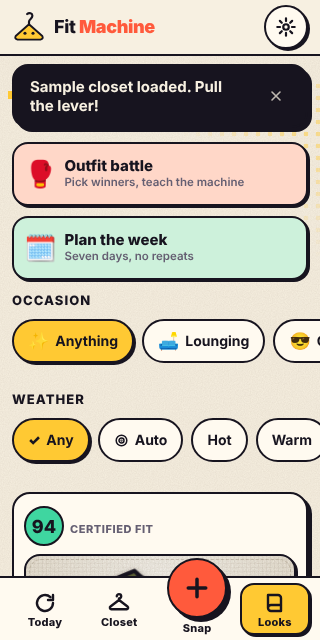 Fit Machine
Sample closet loaded. Pull
the lever!
Outfit battle
Pick winners, teach the machine
Plan the week
Seven days, no repeats
OCCASION
Anything
Lounging
WEATHER
Any
Auto
Hot
Warm
94
CERTIFIED FIT
Today
Closet
Snap
Looks